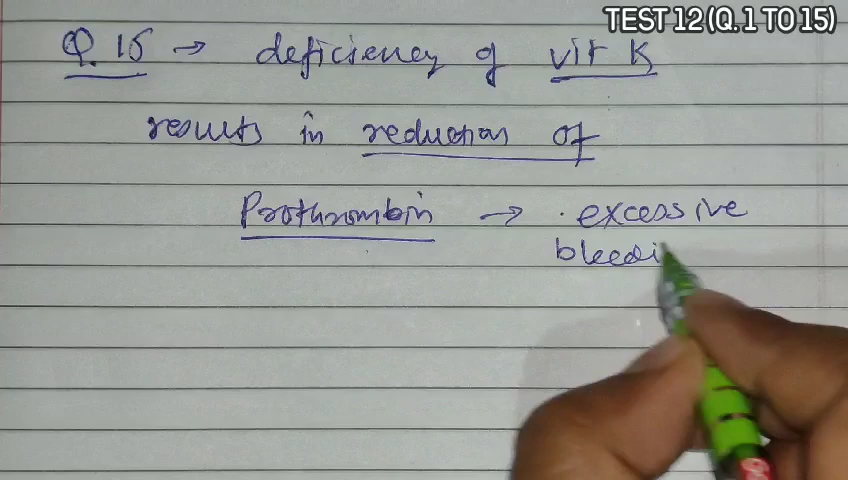 TEST 12 (Q. 1 TO 15)
Q. 15 → deficiency of vit K
results in reduction of
Prothrombin → . excessive
bleedi